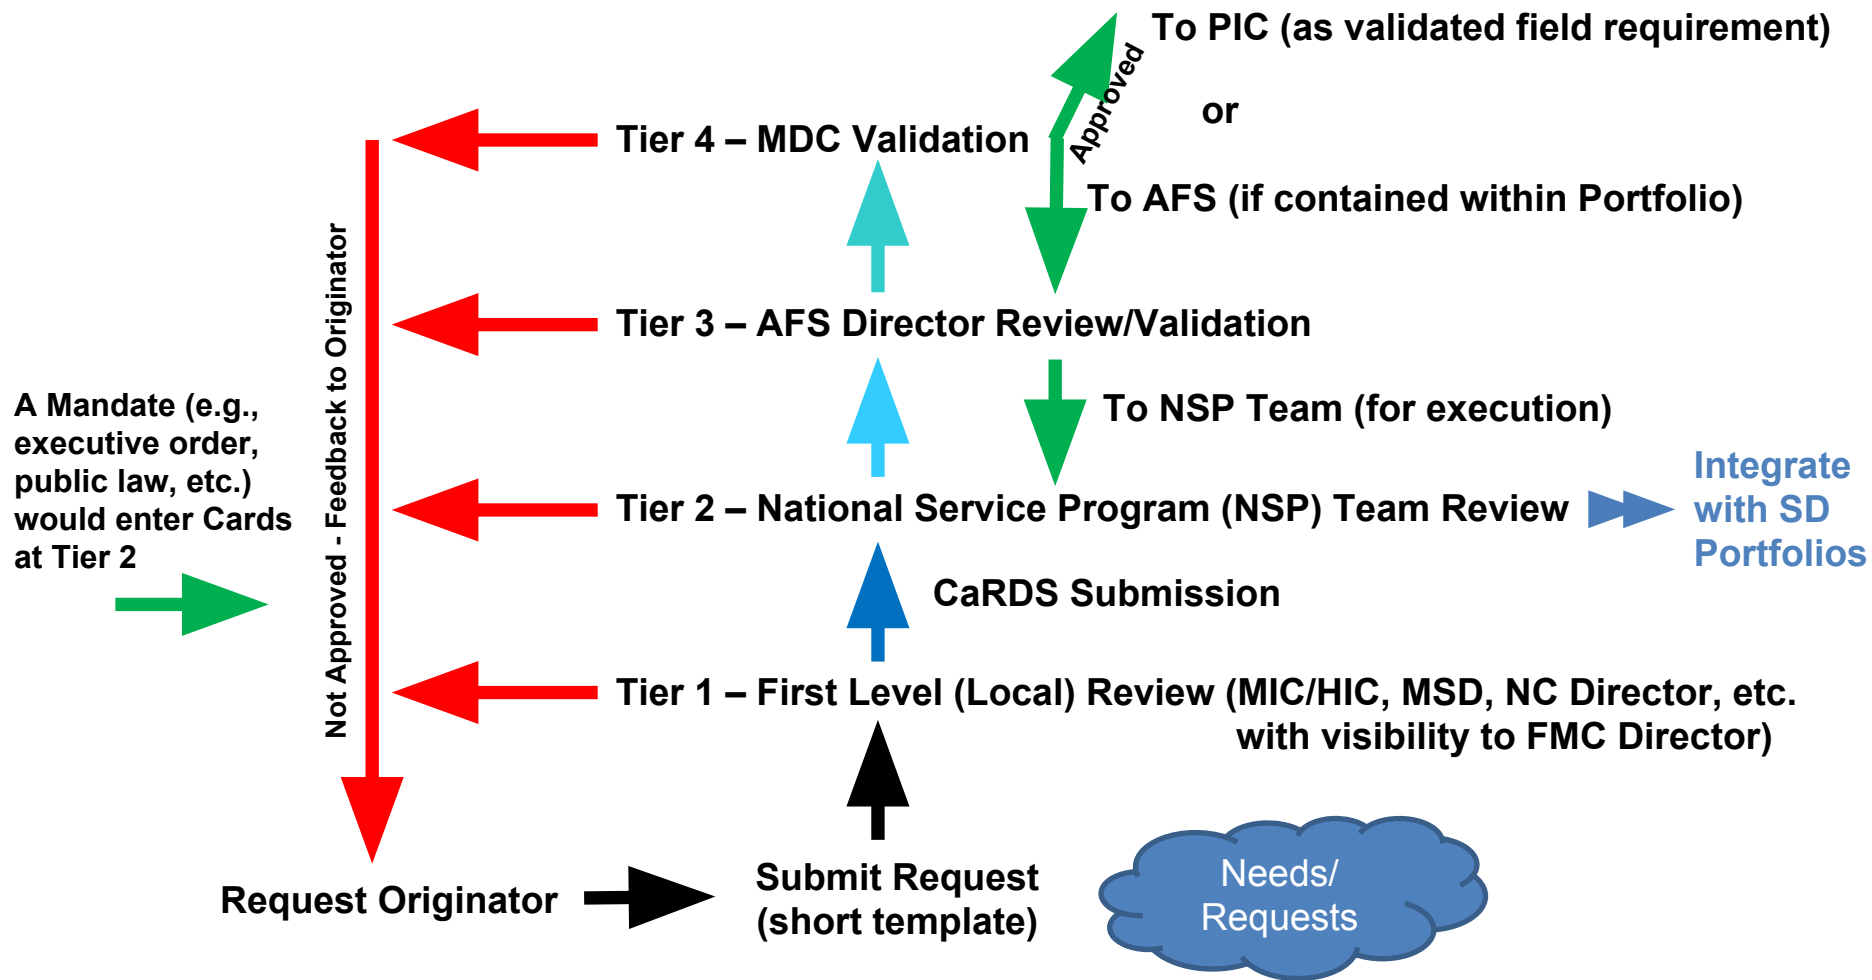 To PIC (as validated field requirement)
Approved
or
Tier 4 – MDC Validation
To AFS (if contained within Portfolio)
Not Approved - Feedback to Originator
Tier 3 – AFS Director Review/Validation
A Mandate (e.g.,
executive order,
public law, etc.)
would enter Cards
at Tier 2
To NSP Team (for execution)
Tier 2 – National Service Program (NSP) Team Review
Integrate
with SD
Portfolios
CaRDS Submission
Tier 1 – First Level (Local) Review (MIC/HIC, MSD, NC Director, etc.
with visibility to FMC Director)
Request Originator
Submit Request
(short template)
Needs/
Requests